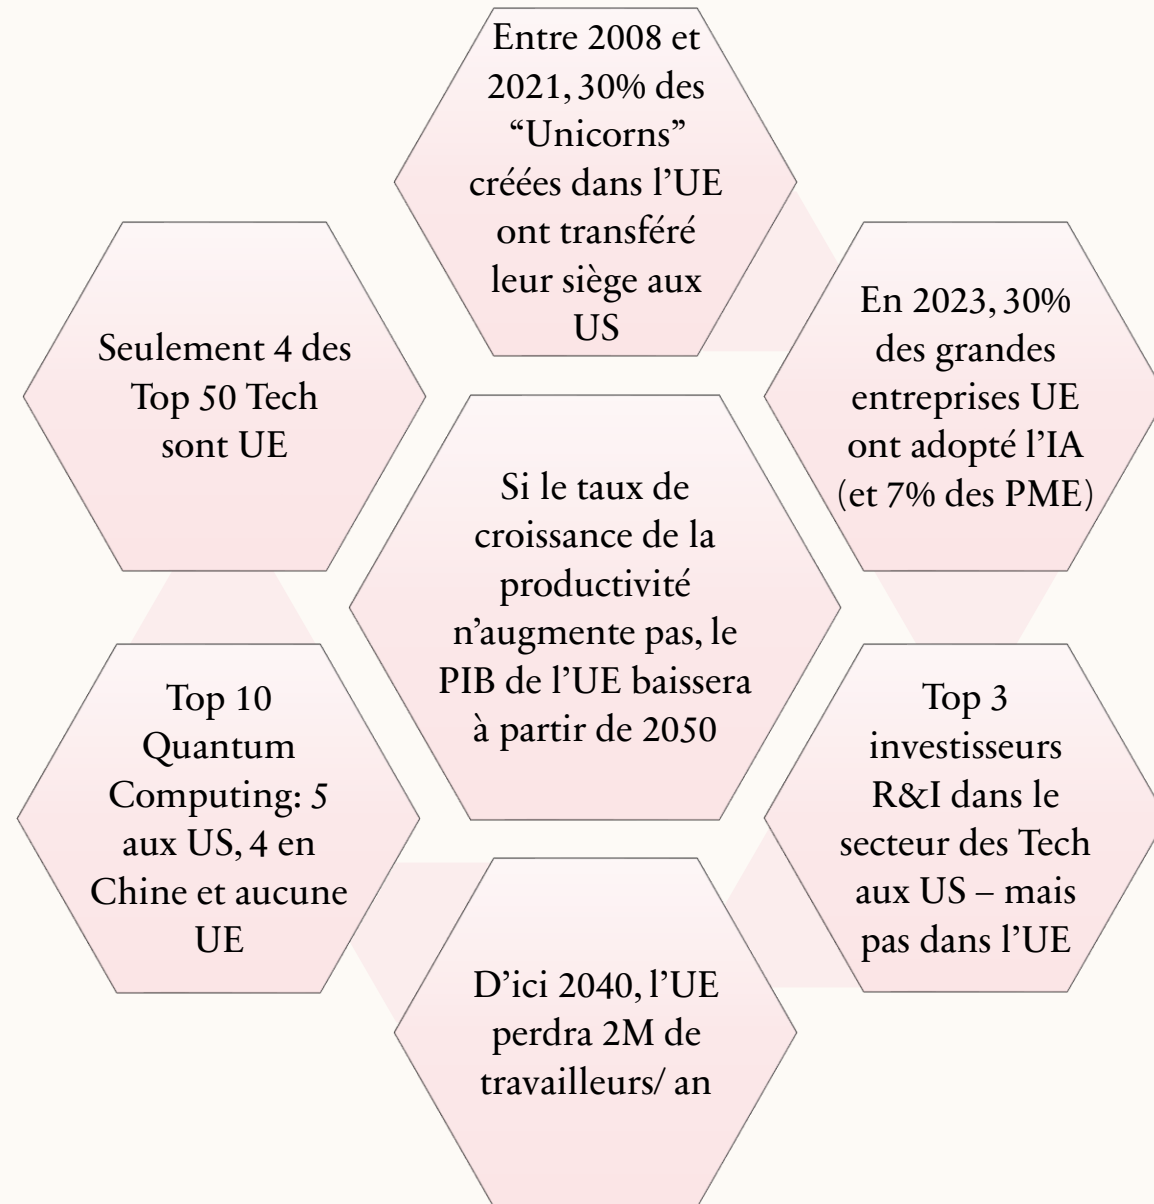 Entre 2008 et
2021, 30% des
“Unicorns”
créées dans l’UE
ont transféré
leur siège aux
US
En 2023, 30%
des grandes
entreprises UE
ont adopté l’IA
(et 7% des PME)
Top 3
investisseurs
R&I dans le
secteur des Tech
aux US – mais
pas dans l’UE
D’ici 2040, l’UE
perdra 2M de
travailleurs/ an
Top 10
Quantum
Computing: 5
aux US, 4 en
Chine et aucune
UE
Seulement 4 des
Top 50 Tech
sont UE
Si le taux de
croissance de la
productivité
n’augmente pas, le
PIB de l’UE baissera
à partir de 2050